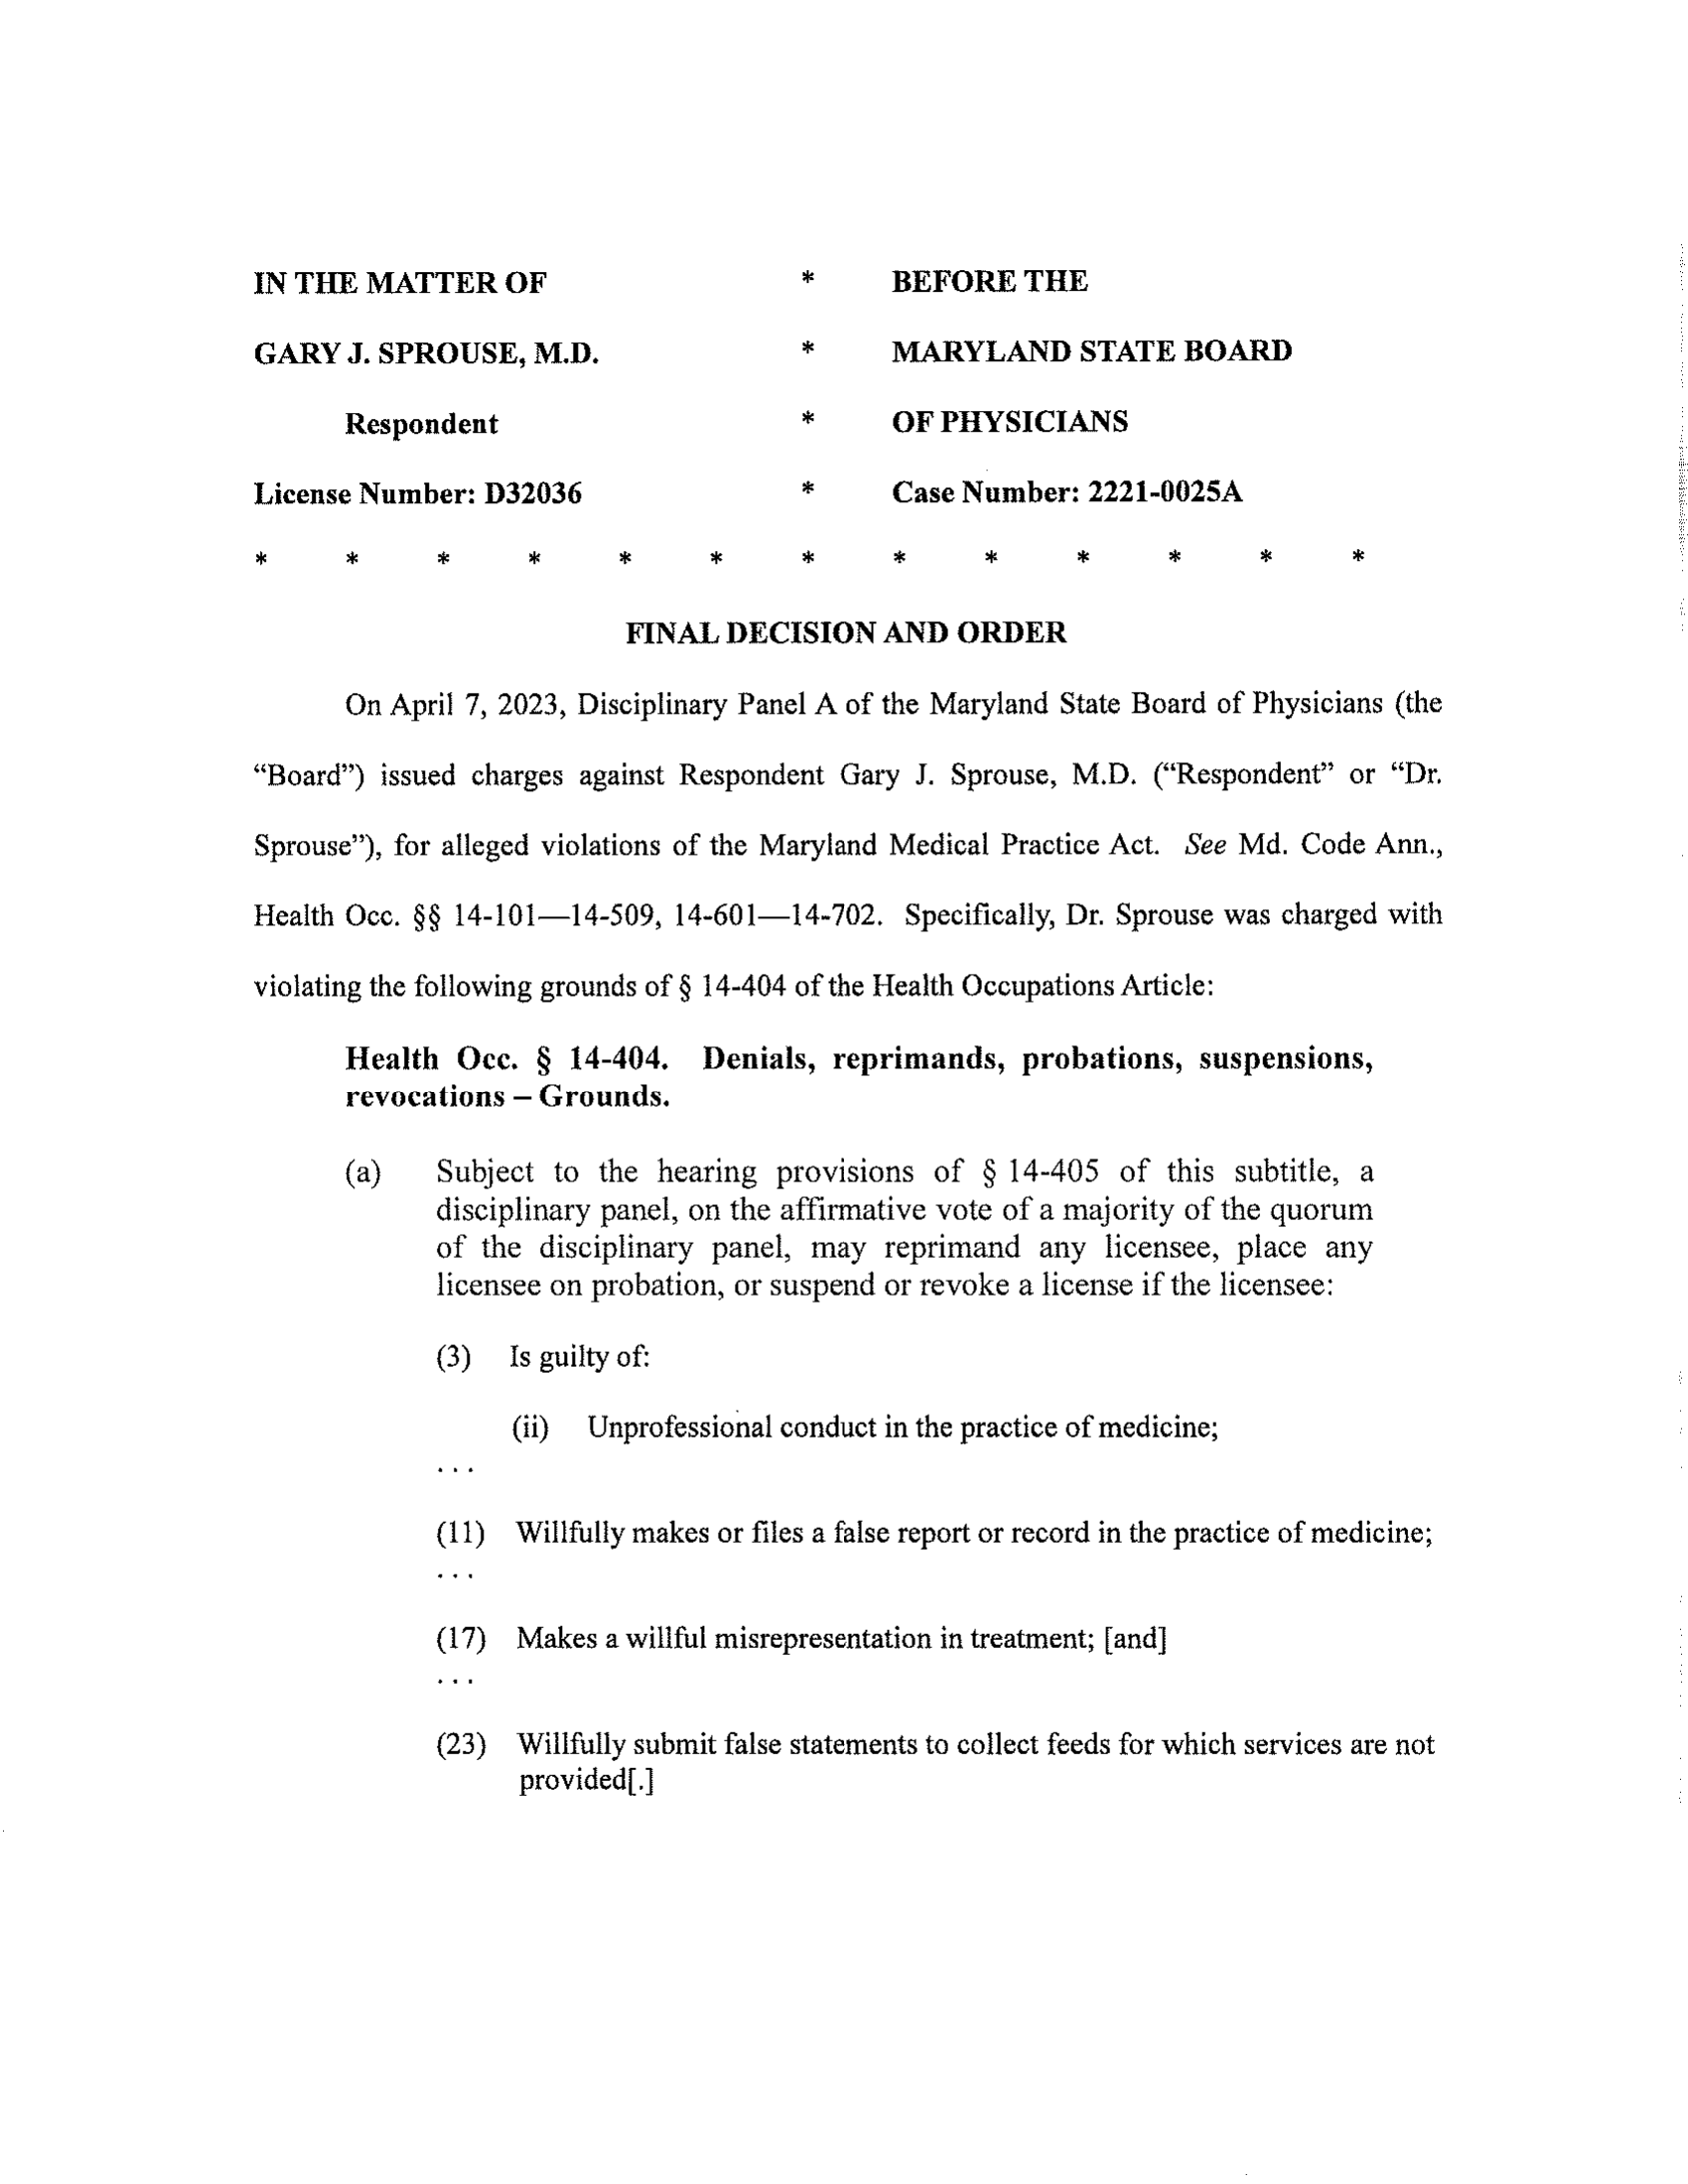 IN THE MATTER OF * BEFORE THE
GARY J. SPROUSE, M.D. * MARYLAND STATE BOARD
Respondent * OF PHYSICIANS
License Number: D32036 * Case Number: 2221-0025A
* * * * * * * * * * * * *
FINAL DECISION AND ORDER
On April 7, 2023, Disciplinary Panel A of the Maryland State Board of Physicians (the
“Board”) issued charges against Respondent Gary J. Sprouse, M.D. (“Respondent” or “Dr.
Sprouse”), for alleged violations of the Maryland Medical Practice Act. See Md. Code Ann.,
Health Occ. §§ 14-101—14-509, 14-601—14-702. Specifically, Dr. Sprouse was charged with
violating the following grounds of § 14-404 of the Health Occupations Article:
Health Occ. § 14-404. Denials, reprimands, probations, suspensions,
revocations – Grounds.
(a) Subject to the hearing provisions of § 14-405 of this subtitle, a
disciplinary panel, on the affirmative vote of a majority of the quorum
of the disciplinary panel, may reprimand any licensee, place any
licensee on probation, or suspend or revoke a license if the licensee:
(3) Is guilty of:
(ii) Unprofessional conduct in the practice of medicine;
. . .
(11) Willfully makes or files a false report or record in the practice of medicine;
. . .
(17) Makes a willful misrepresentation in treatment; [and]
. . .
(23) Willfully submit false statements to collect feeds for which services are not
provided[.]